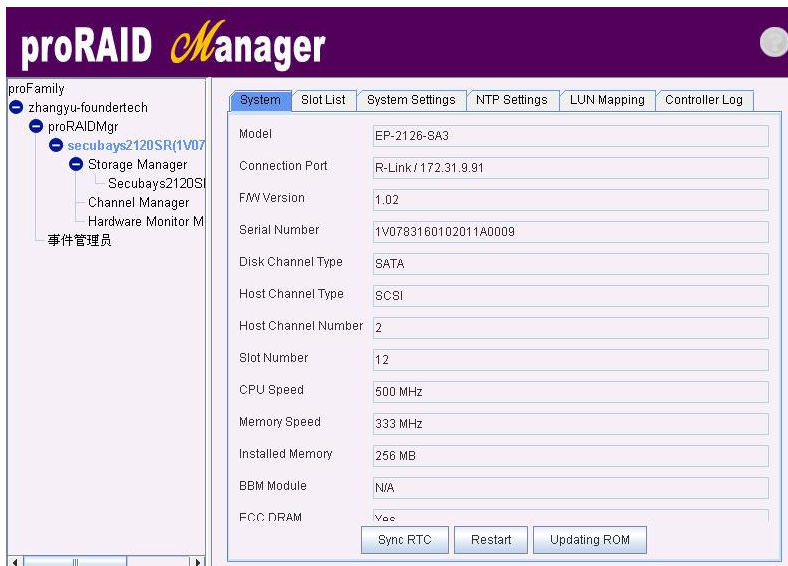 proRAID Manager
?
proFamily
zhangyu-foundertech
proRAIDMgr
secubays2120SR(1V07
Storage Manager
Secubays2120S
Channel Manager
Hardware Monitor M
事件管理员
System Slot List System Settings NTP Settings LUN Mapping Controller Log
Model EP-2126-SA3
Connection Port R-Link / 172.31.9.91
F/W Version 1.02
Serial Number 1V0783160102011A0009
Disk Channel Type SATA
Host Channel Type SCSI
Host Channel Number 2
Slot Number 12
CPU Speed 500 MHz
Memory Speed 333 MHz
Installed Memory 256 MB
BBM Module N/A
ECC DRAM Yes
Sync RTC Restart Updating ROM